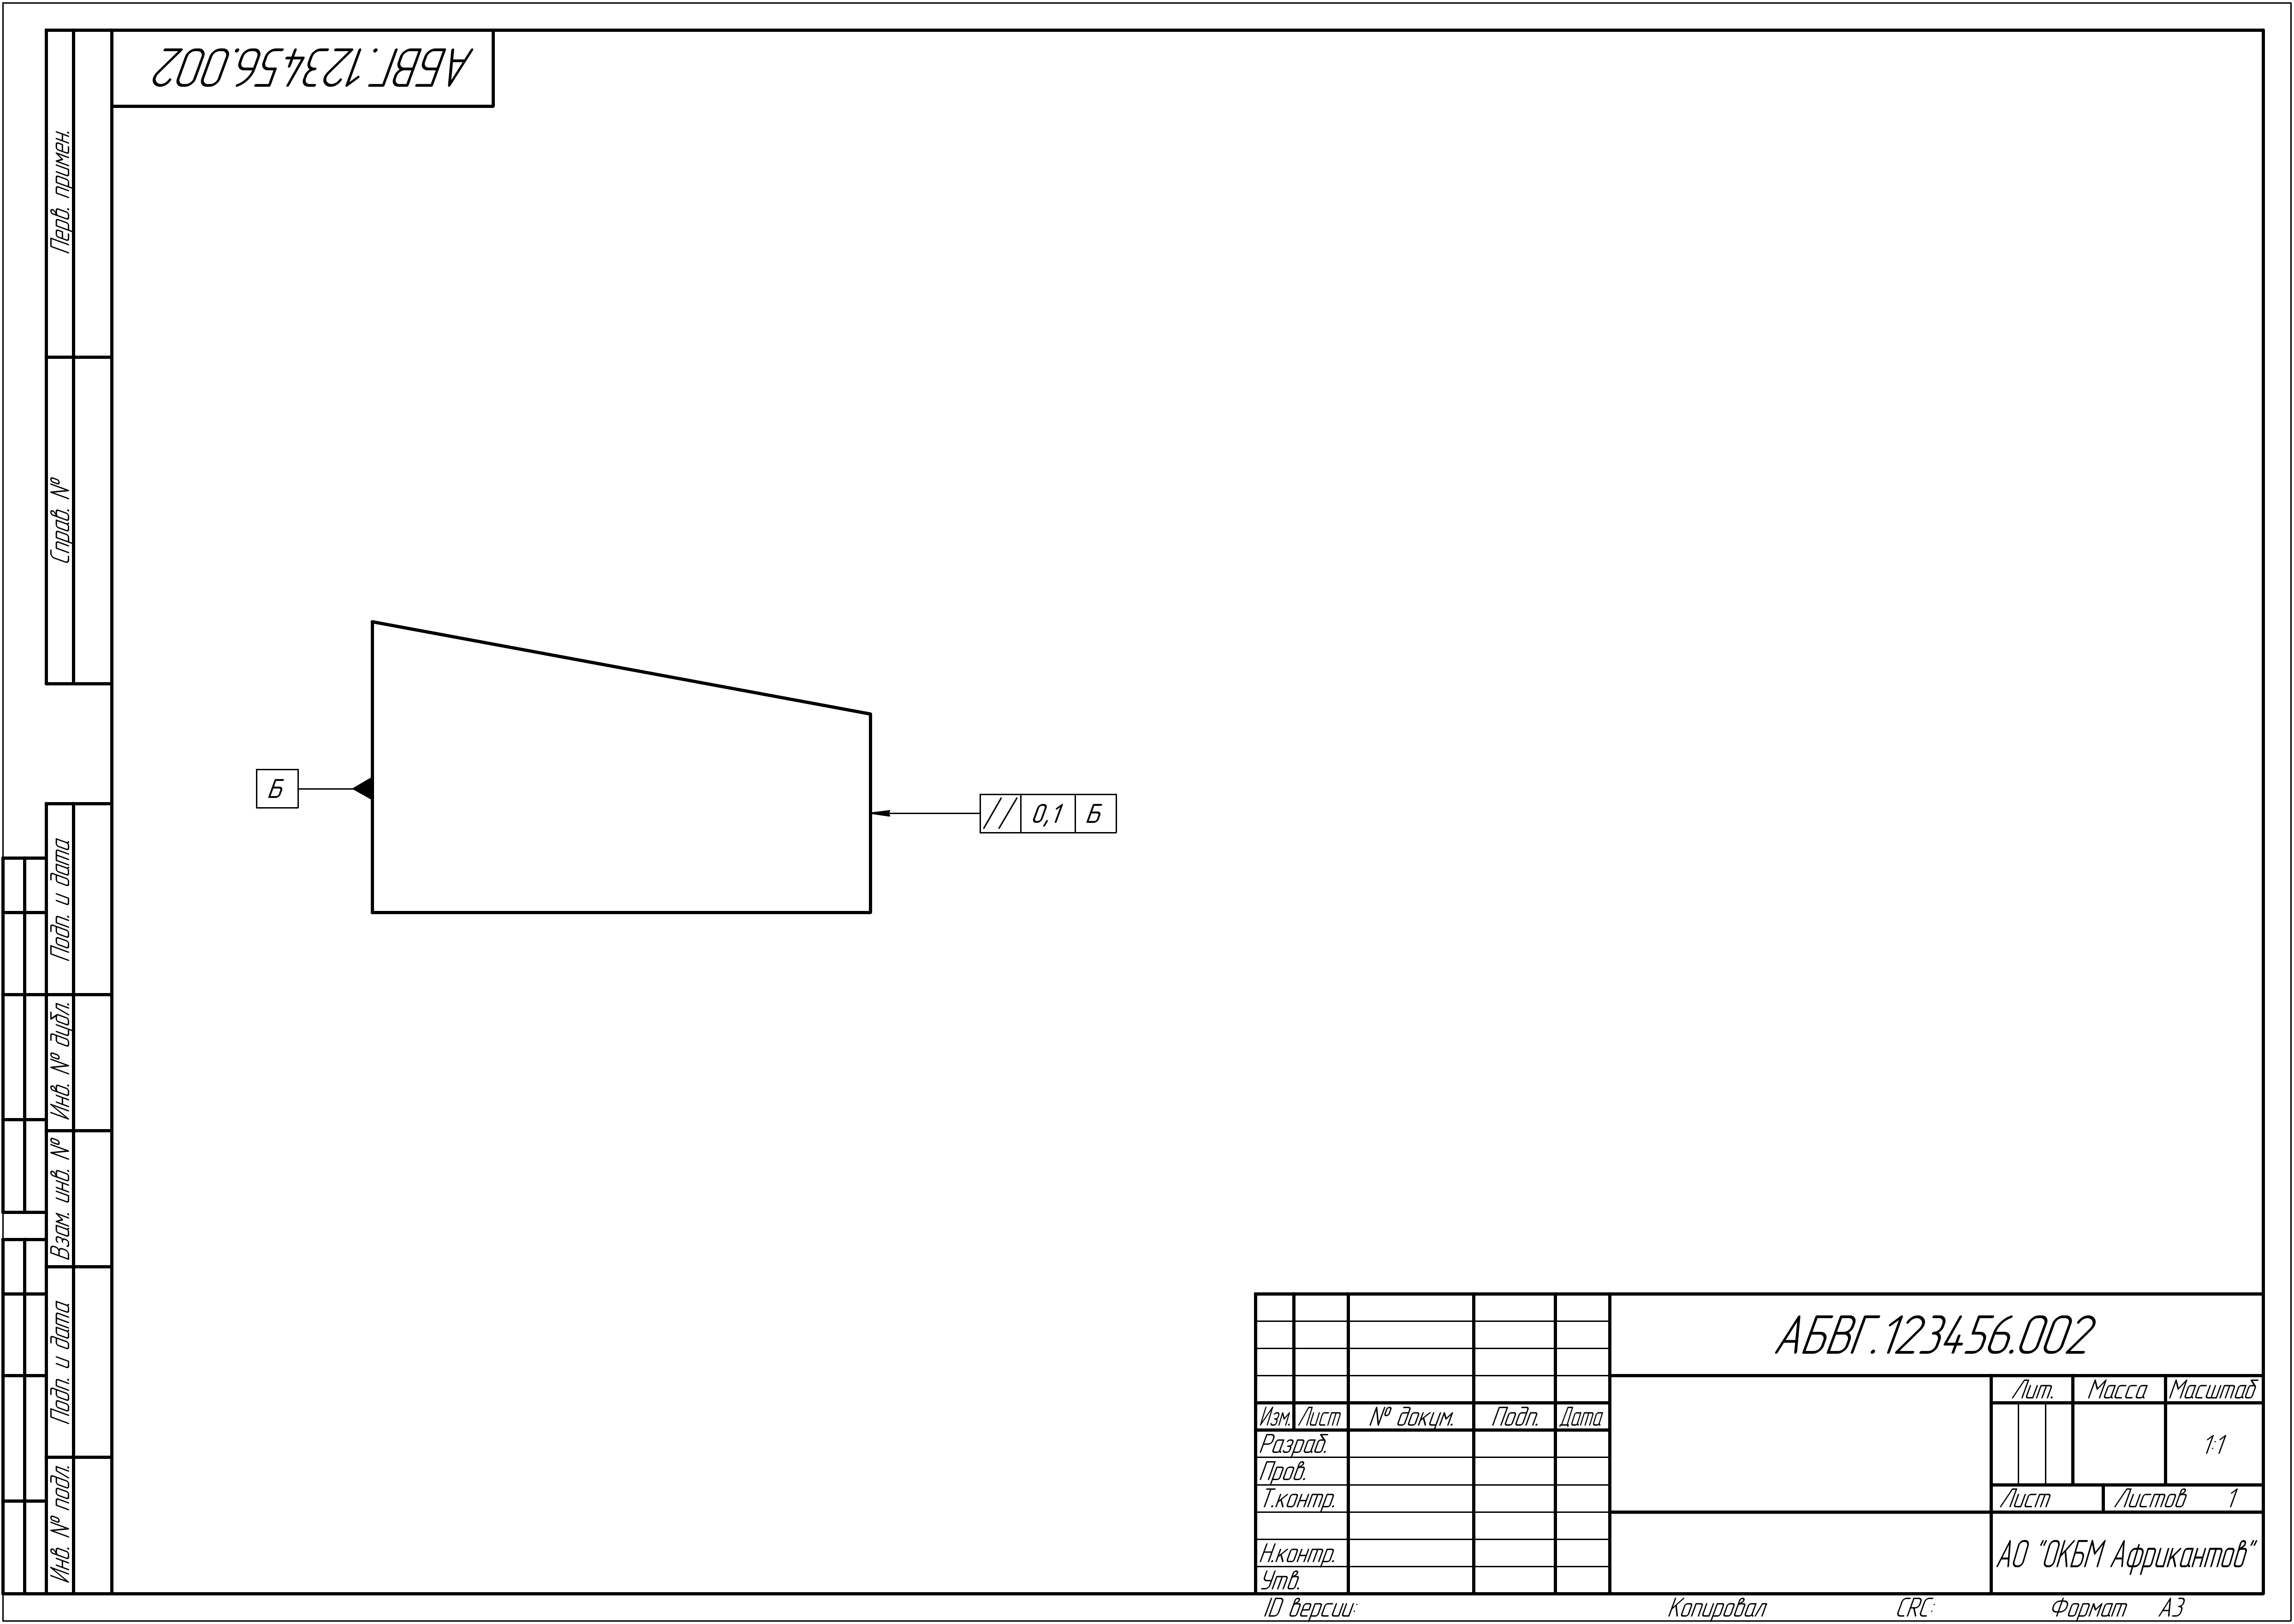 АБВГ.123456.002
Перв. примен.
Справ. №
Б
// 0,1 Б
Подп. и дата
Инв. № дубл.
Взам. инв. №
Подп. и дата
Инв. № подл.
АБВГ.123456.002
Лит. Масса Масштаб
Изм. Лист № докум. Подп. Дата
Разраб.
1:1
Пров.
Т.контр.
Лист Листов 1
Н.контр.
АО "ОКБМ Африкантов"
Утв.
ID версии: Копировал CRC: Формат А3